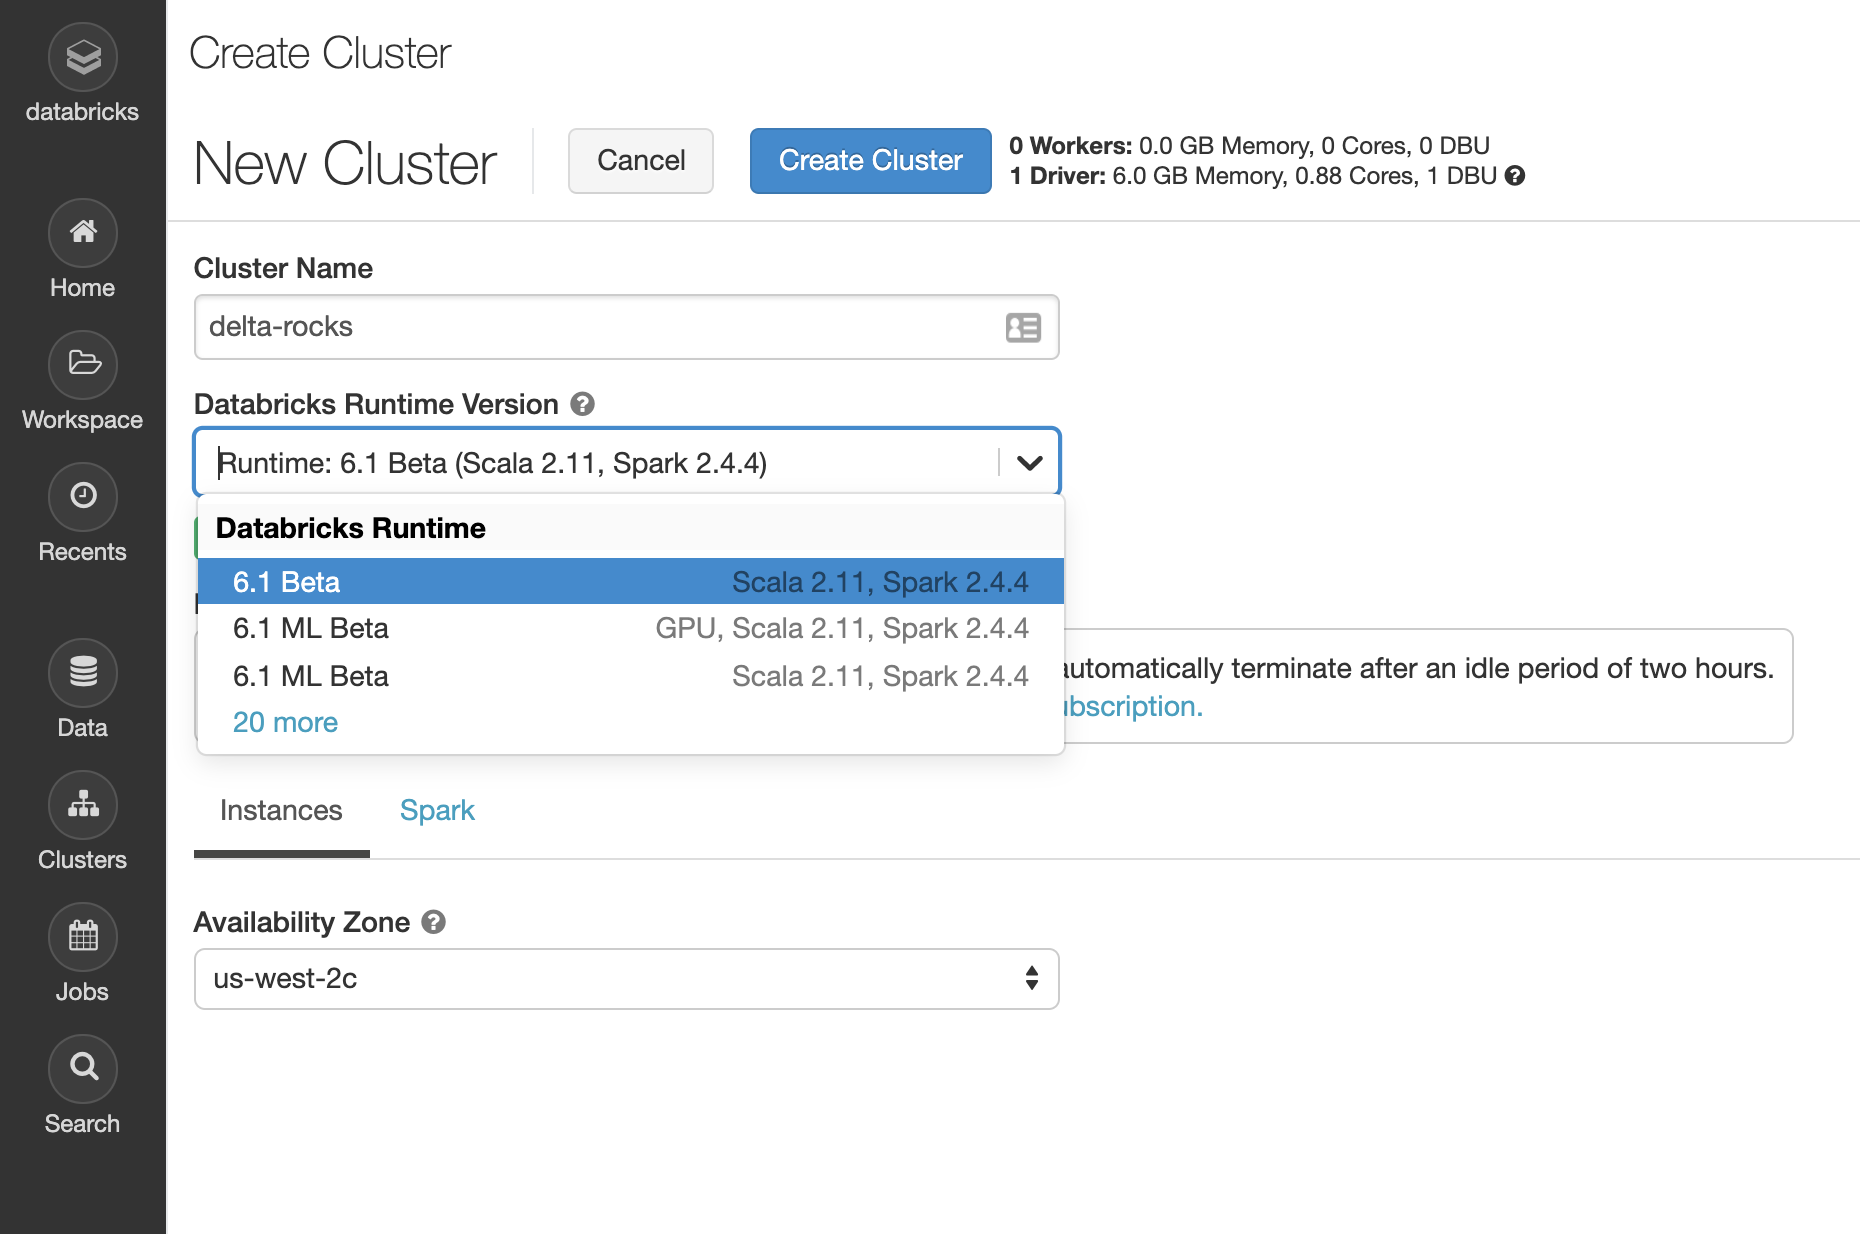 databricks
Home
Workspace
Recents
Data
Clusters
Jobs
Search
Create Cluster
New Cluster
Cancel
Create Cluster
0 Workers: 0.0 GB Memory, 0 Cores, 0 DBU
1 Driver: 6.0 GB Memory, 0.88 Cores, 1 DBU
Cluster Name
delta-rocks
Databricks Runtime Version
Runtime: 6.1 Beta (Scala 2.11, Spark 2.4.4)
Databricks Runtime
6.1 Beta Scala 2.11, Spark 2.4.4
6.1 ML Beta GPU, Scala 2.11, Spark 2.4.4
6.1 ML Beta Scala 2.11, Spark 2.4.4
20 more
automatically terminate after an idle period of two hours.
ubscription.
Instances
Spark
Availability Zone
us-west-2c